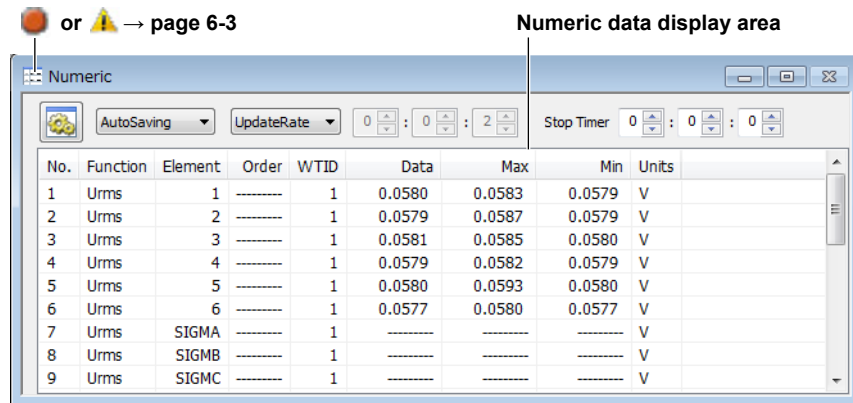 or → page 6-3 Numeric data display area
Numeric
AutoSaving UpdateRate 0 : 0 : 2 Stop Timer 0 : 0 : 0
No. Function Element Order WTID Data Max Min Units
1 Urms 1 --------- 1 0.0580 0.0583 0.0579 V
2 Urms 2 --------- 1 0.0579 0.0587 0.0579 V
3 Urms 3 --------- 1 0.0581 0.0585 0.0580 V
4 Urms 4 --------- 1 0.0579 0.0582 0.0579 V
5 Urms 5 --------- 1 0.0580 0.0593 0.0580 V
6 Urms 6 --------- 1 0.0577 0.0580 0.0577 V
7 Urms SIGMA --------- 1 --------- --------- --------- V
8 Urms SIGMB --------- 1 --------- --------- --------- V
9 Urms SIGMC --------- 1 --------- --------- --------- V